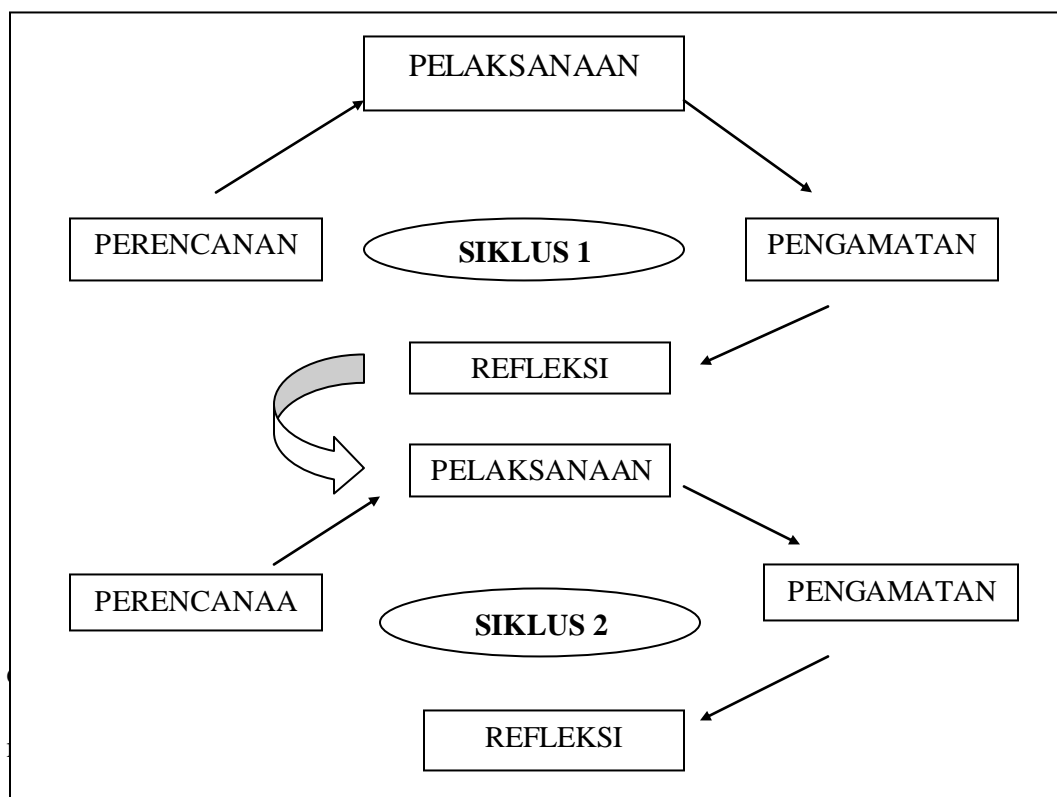 PELAKSANAAN
PERENCANAN
SIKLUS 1
PENGAMATAN
REFLEKSI
PELAKSANAAN
PERENCANAA
SIKLUS 2
PENGAMATAN
REFLEKSI